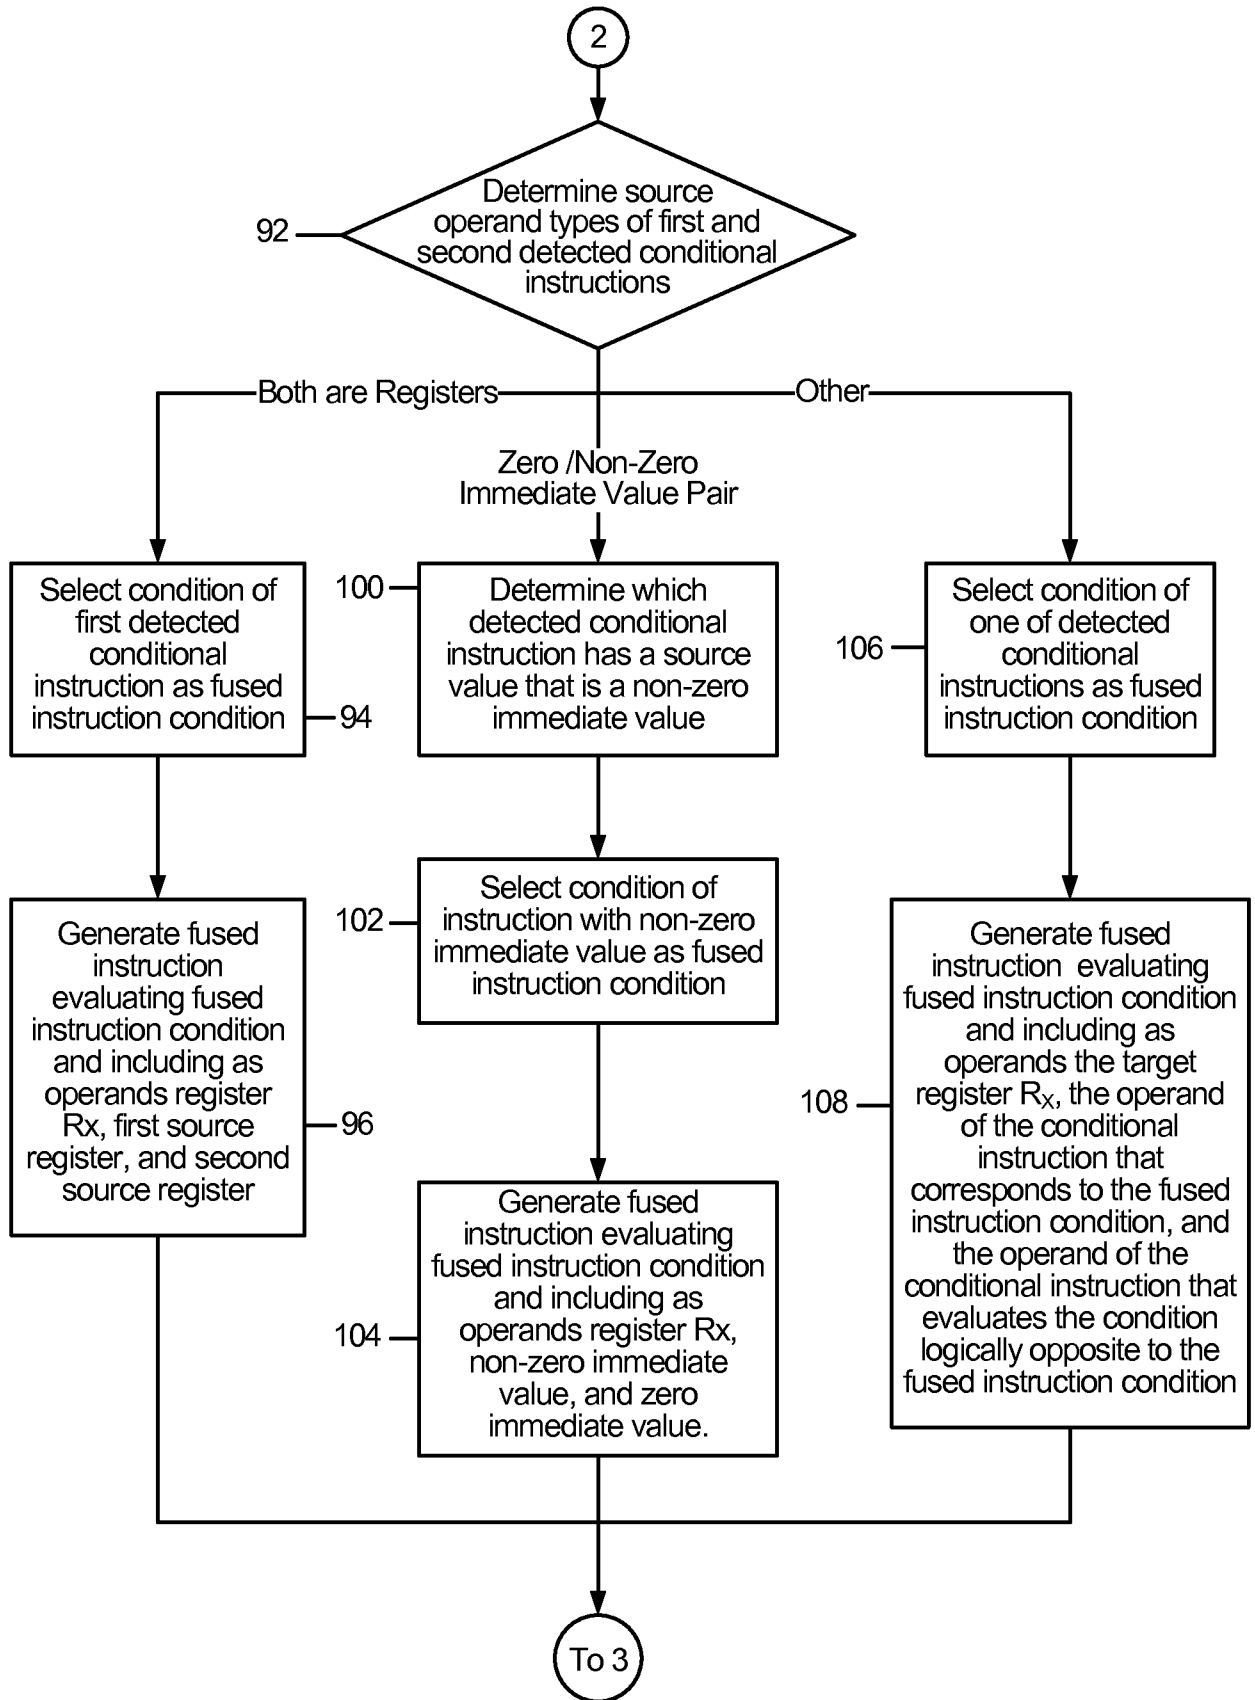 2
Determine source
operand types of first and
second detected conditional
instructions
92
Both are Registers
Other
Zero /Non-Zero
Immediate Value Pair
Select condition of
first detected
conditional
instruction as fused
instruction condition
94
100
Determine which
detected conditional
instruction has a source
value that is a non-zero
immediate value
106
Select condition of
one of detected
conditional
instructions as fused
instruction condition
102
Select condition of
instruction with non-zero
immediate value as fused
instruction condition
Generate fused
instruction
evaluating fused
instruction condition
and including as
operands register
Rx, first source
register, and second
source register
96
104
Generate fused
instruction evaluating
fused instruction condition
and including as
operands register Rx,
non-zero immediate
value, and zero
immediate value.
108
Generate fused
instruction evaluating
fused instruction condition
and including as
operands the target
register RX, the operand
of the conditional
instruction that
corresponds to the fused
instruction condition, and
the operand of the
conditional instruction that
evaluates the condition
logically opposite to the
fused instruction condition
To 3